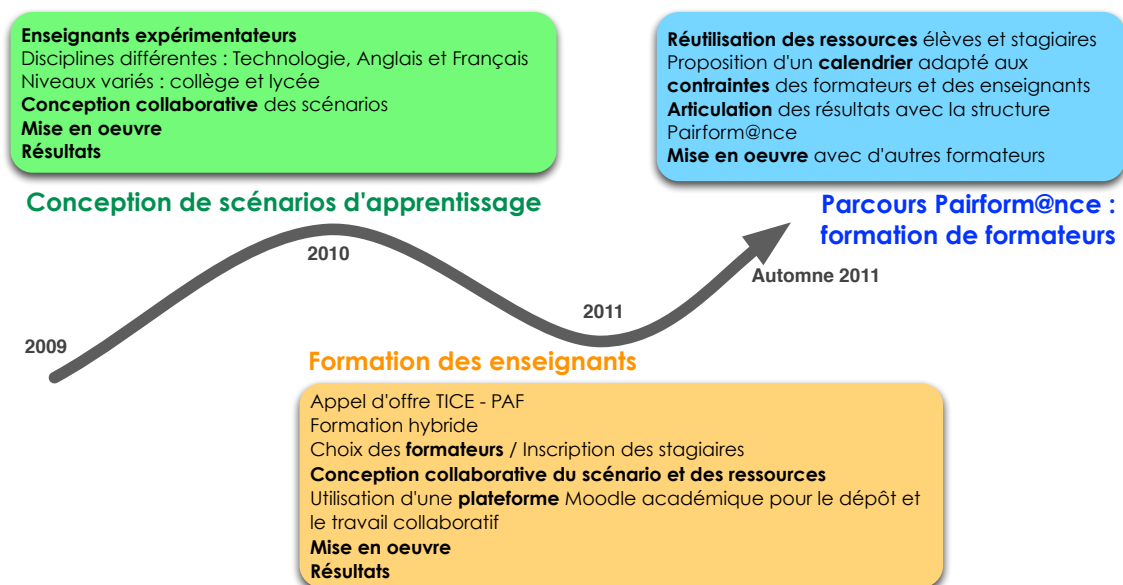 Enseignants expérimentateurs
Disciplines différentes : Technologie, Anglais et Français
Niveaux variés : collège et lycée
Conception collaborative des scénarios
Mise en oeuvre
Résultats
Conception de scénarios d'apprentissage
Réutilisation des ressources élèves et stagiaires
Proposition d'un calendrier adapté aux
contraintes des formateurs et des enseignants
Articulation des résultats avec la structure
Pairform@nce
Mise en oeuvre avec d'autres formateurs
Parcours Pairform@nce :
formation de formateurs
2009
2010
2011
Automne 2011
Formation des enseignants
Appel d'offre TICE - PAF
Formation hybride
Choix des formateurs / Inscription des stagiaires
Conception collaborative du scénario et des ressources
Utilisation d'une plateforme Moodle académique pour le dépôt et
le travail collaboratif
Mise en oeuvre
Résultats